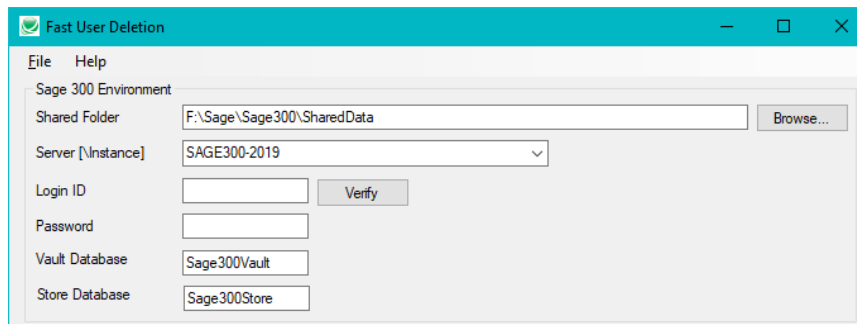 Fast User Deletion
File Help
Sage 300 Environment
Shared Folder F:\Sage\Sage300\SharedData Browse...
Server [\Instance] SAGE300-2019
Login ID Verify
Password
Vault Database Sage300Vault
Store Database Sage300Store